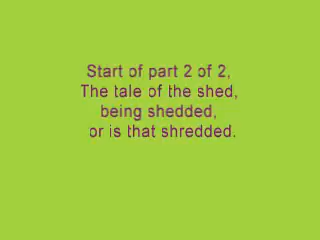 Start of part 2 of 2,
The tale of the shed,
being shedded,
or is that shredded.